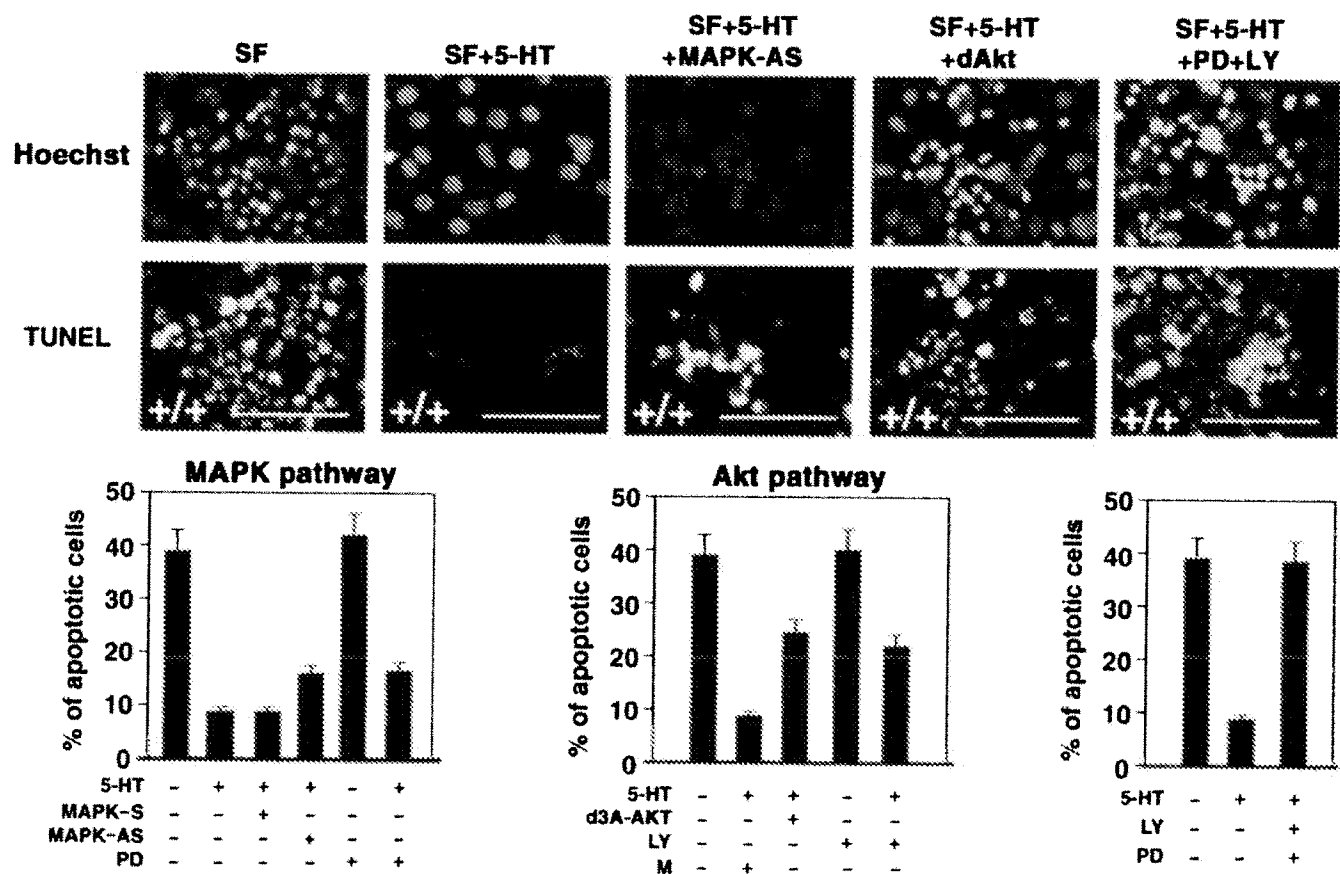 SF
SF+5-HT
SF+5-HT
+MAPK-AS
SF+5-HT
+dAkt
SF+5-HT
+PD+LY
Hoechst
TUNEL
+/+
+/+
+/+
+/+
+/+
MAPK pathway
% of apoptotic cells
50
40
30
20
10
0
5-HT - + + + - +
MAPK-S - - + - - -
MAPK-AS - - - + - -
PD - - - - + +
Akt pathway
% of apoptotic cells
50
40
30
20
10
0
5-HT - + + - +
d3A-AKT - - + - -
LY - - - + +
M - + - - -
% of apoptotic cells
50
40
30
20
10
0
5-HT - + +
LY - - +
PD - - +